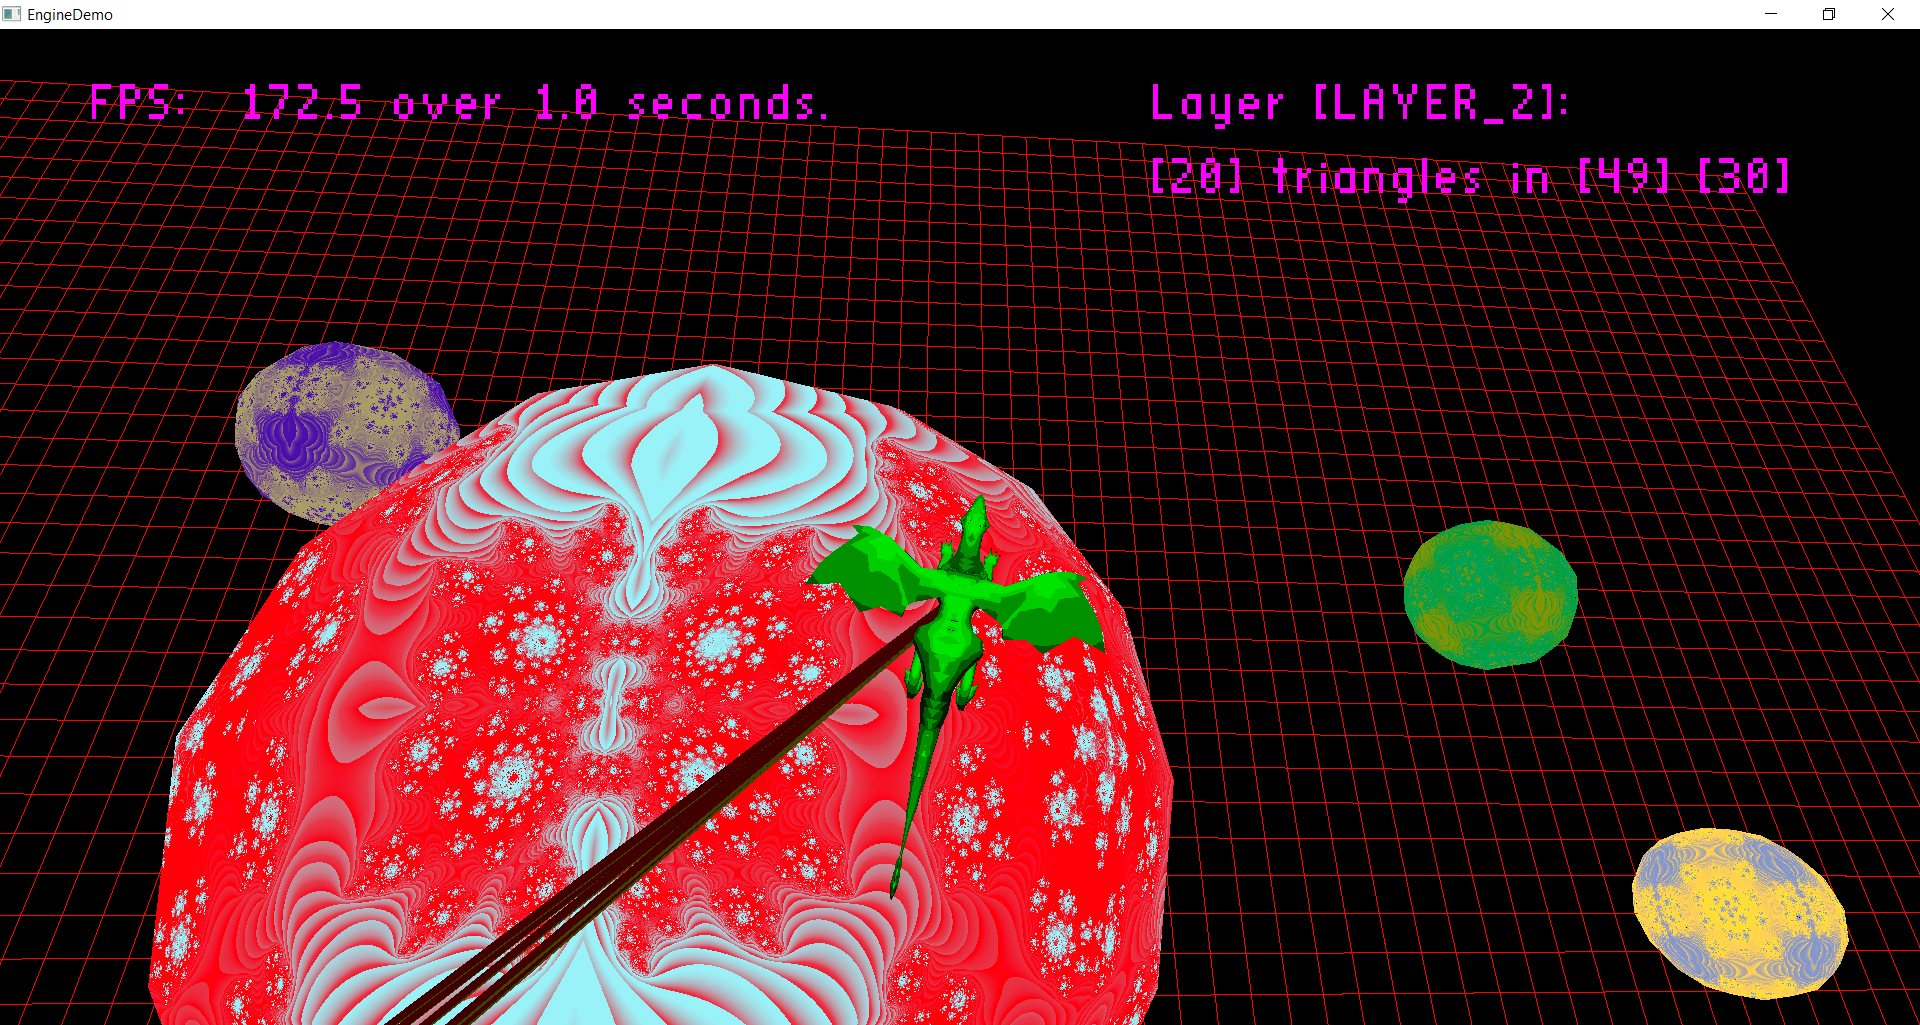 EngineDemo
FPS:  172.5 over 1.0 seconds.
Layer [LAYER_2]:
[20] triangles in [49] [30]